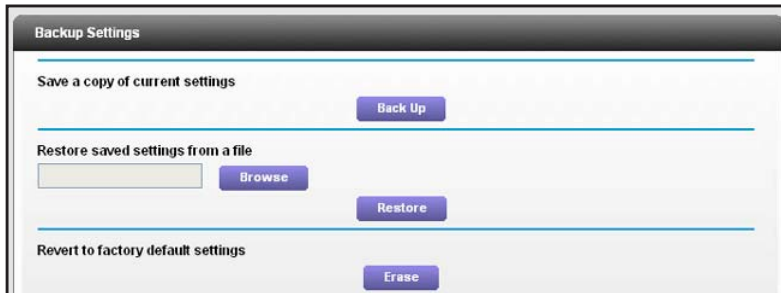 Backup Settings
Save a copy of current settings
Back Up
Restore saved settings from a file
Browse
Restore
Revert to factory default settings
Erase